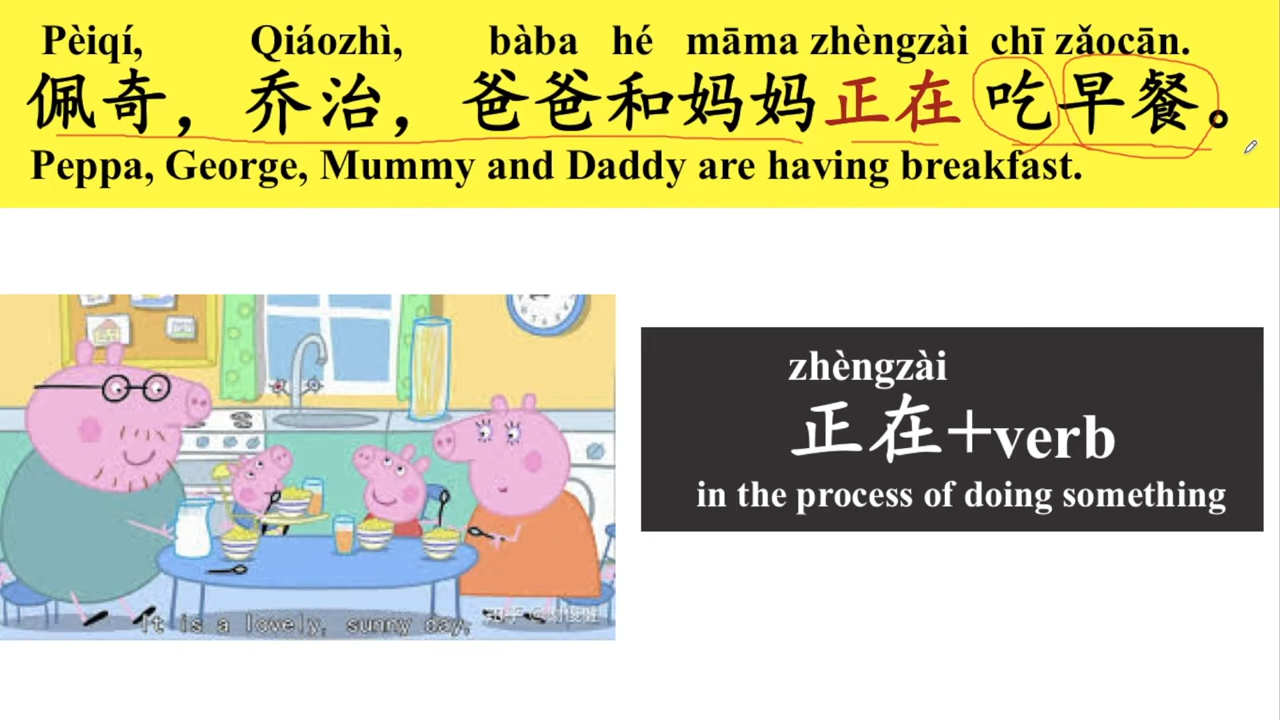 Pèiqí, Qiáozhì, bàba hé māma zhèngzài chī zǎocān.
佩奇，乔治，爸爸和妈妈正在吃早餐。
Peppa, George, Mummy and Daddy are having breakfast.
zhèngzài
正在+verb
in the process of doing something
It is a lovely, sunny day,